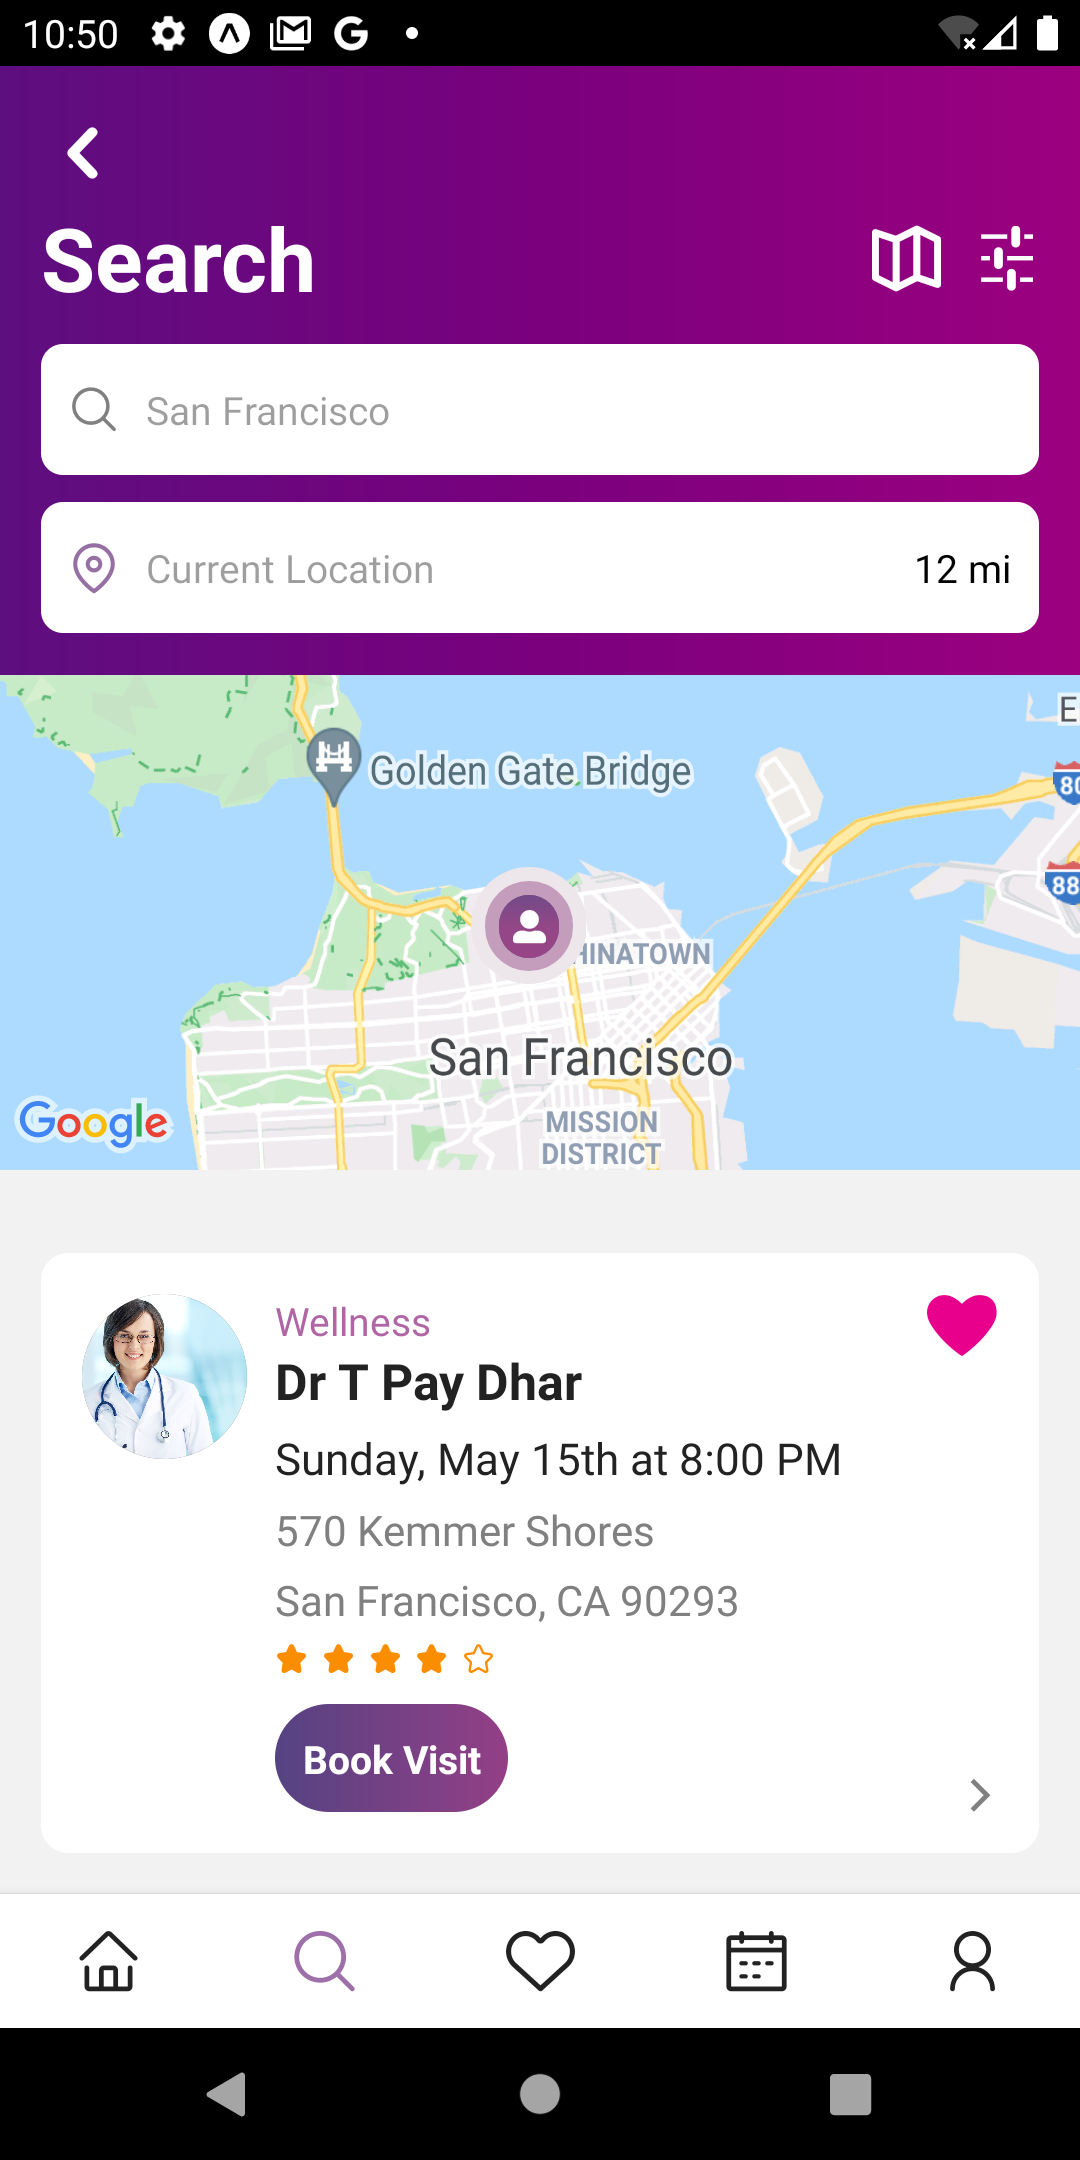 10:50
Search
San Francisco
Current Location 12 mi
E
Golden Gate Bridge
80
88
HINATOWN
San Francisco
MISSION
DISTRICT
Google
Wellness
Dr T Pay Dhar
Sunday, May 15th at 8:00 PM
570 Kemmer Shores
San Francisco, CA 90293
Book Visit